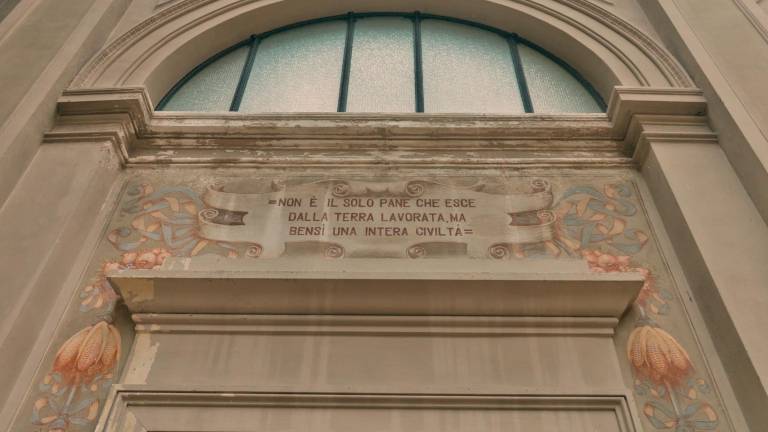 =NON È IL SOLO PANE CHE ESCE
DALLA TERRA LAVORATA, MA
BENSÌ UNA INTERA CIVILTÀ=